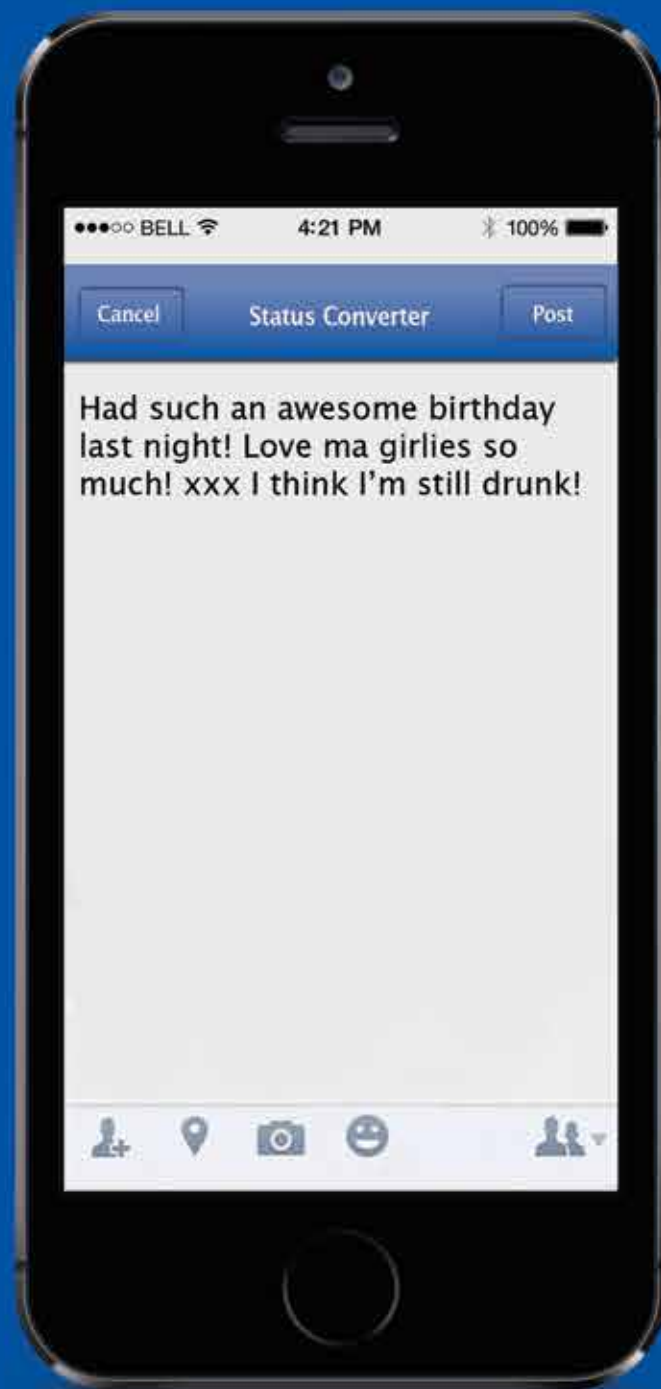 ●●●○○ BELL 4:21 PM 100%
Cancel Status Converter Post
Had such an awesome birthday
last night! Love ma girlies so
much! xxx I think I'm still drunk!